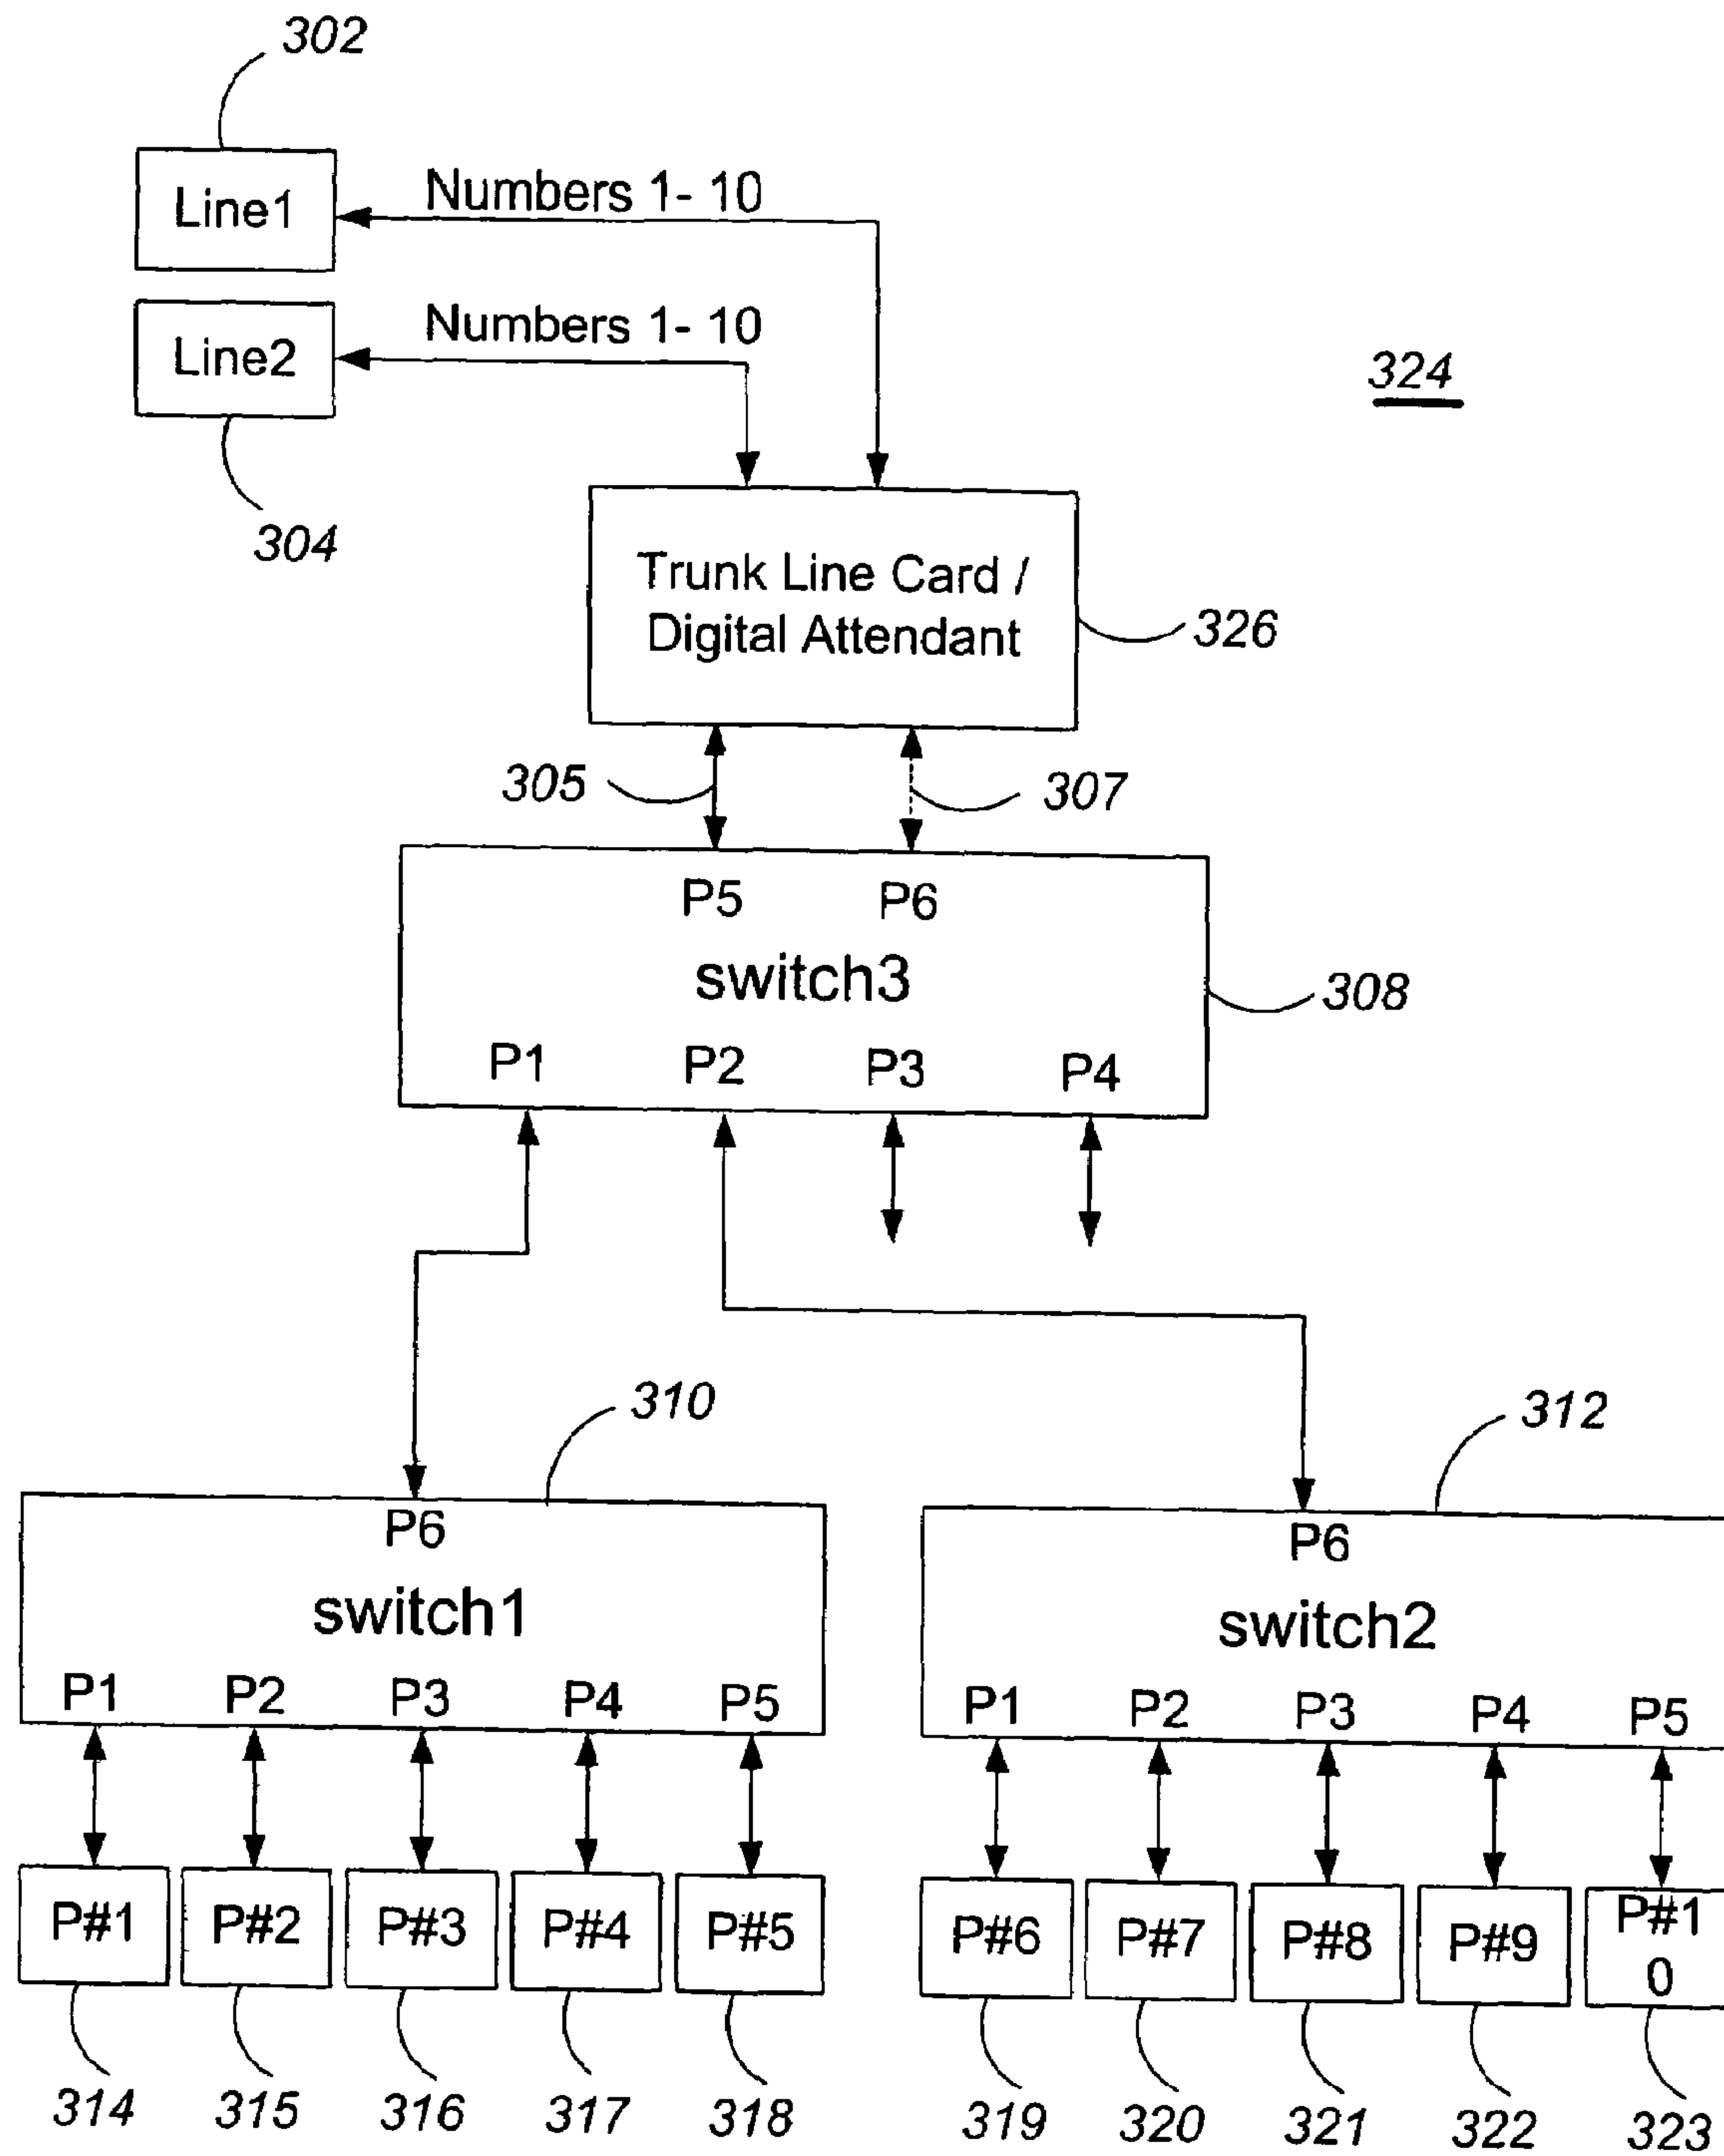 302
Line1
Numbers 1- 10
Line2
Numbers 1- 10
324
304
Trunk Line Card /
Digital Attendant
326
305
307
P5 P6
switch3
308
P1 P2 P3 P4
310
312
P6
switch1
P1 P2 P3 P4 P5
P6
switch2
P1 P2 P3 P4 P5
P#1 P#2 P#3 P#4 P#5
P#6 P#7 P#8 P#9 P#1
0
314 315 316 317 318
319 320 321 322 323